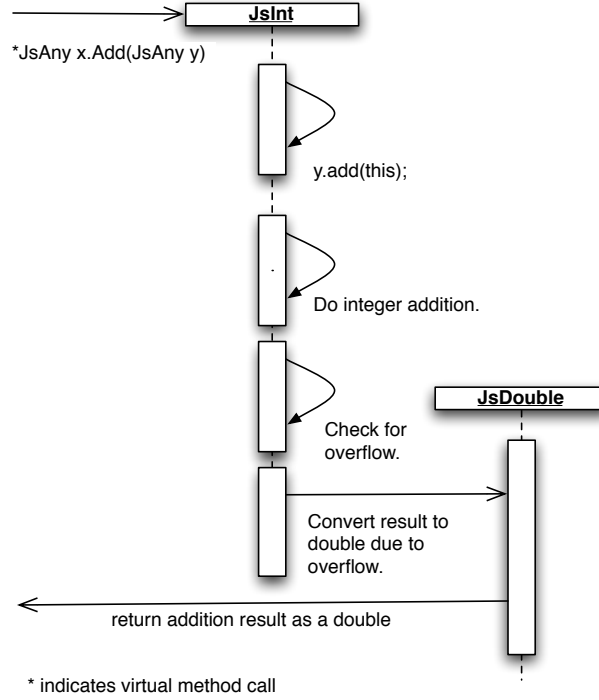 JsInt
*JsAny x.Add(JsAny y)
y.add(this);
Do integer addition.
JsDouble
Check for
overflow.
Convert result to
double due to
overflow.
return addition result as a double
* indicates virtual method call